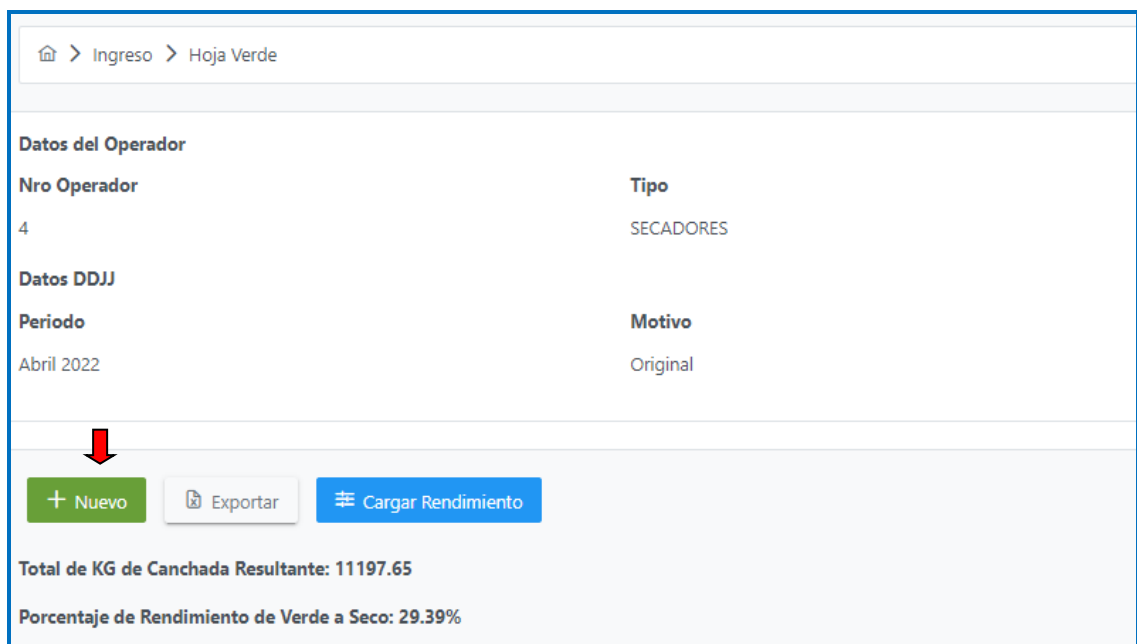 Ingreso > Hoja Verde
Datos del Operador
Nro Operador Tipo
4 SECADORES
Datos DDJJ
Periodo Motivo
Abril 2022 Original
+ Nuevo Exportar Cargar Rendimiento
Total de KG de Canchada Resultante: 11197.65
Porcentaje de Rendimiento de Verde a Seco: 29.39%